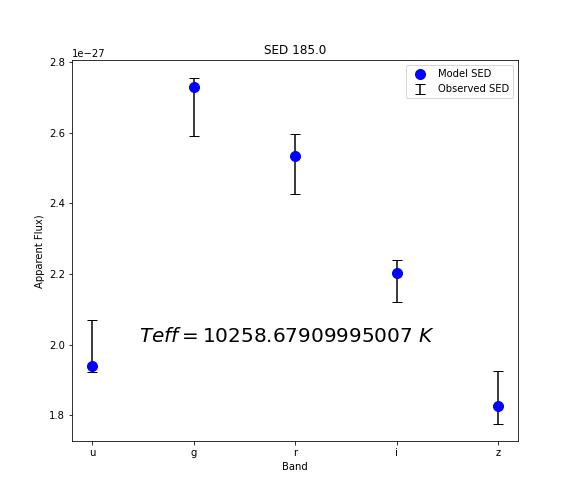 SED 185.0
1e−27
2.8
2.6
2.4
2.2
2.0
1.8
Apparent Flux)
Model SED
Observed SED
Teff = 10258.67909995007 K
u g r i z
Band